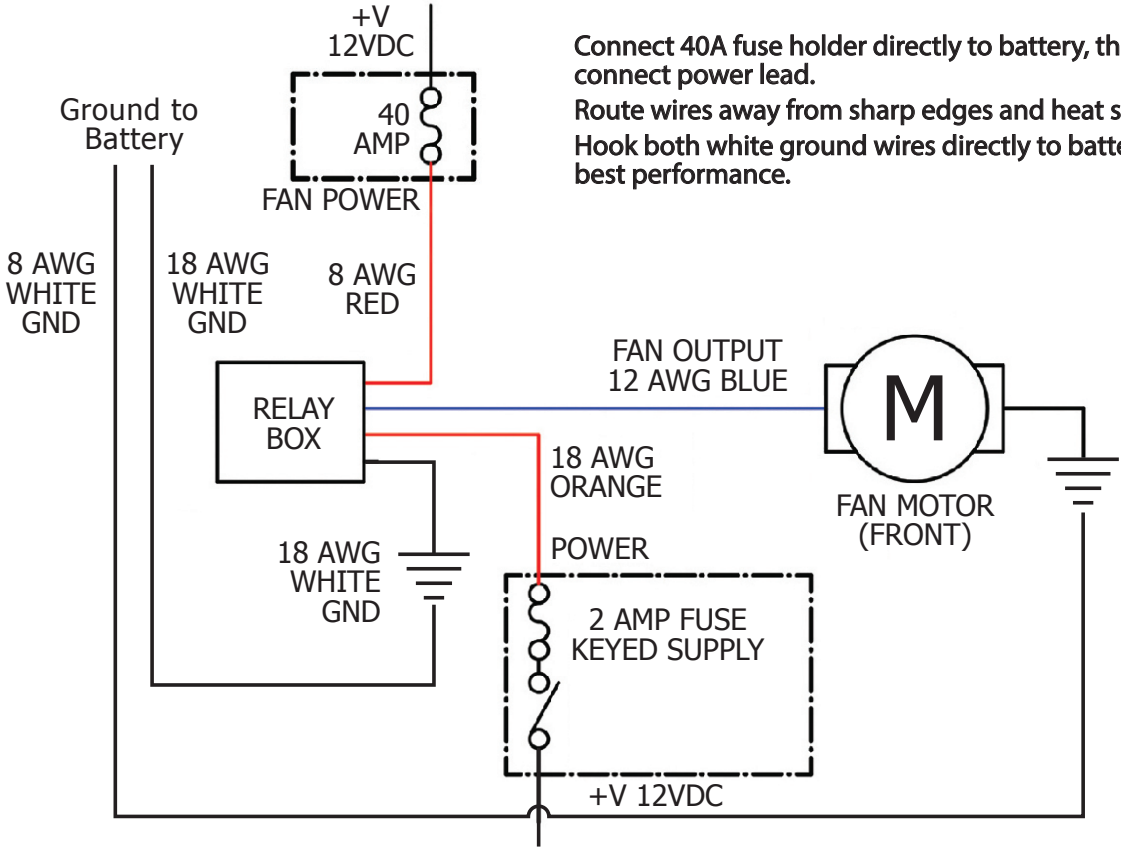 +V
12VDC
Connect 40A fuse holder directly to battery,
connect power lead.
Route wires away from sharp edges and heat
Hook both white ground wires directly to
best performance.
Ground to
Battery
40
AMP
FAN POWER
8 AWG
WHITE
GND
18 AWG
WHITE
GND
8 AWG
RED
FAN OUTPUT
12 AWG BLUE
M
RELAY
BOX
18 AWG
ORANGE
FAN MOTOR
(FRONT)
18 AWG
WHITE
GND
POWER
2 AMP FUSE
KEYED SUPPLY
+V 12VDC